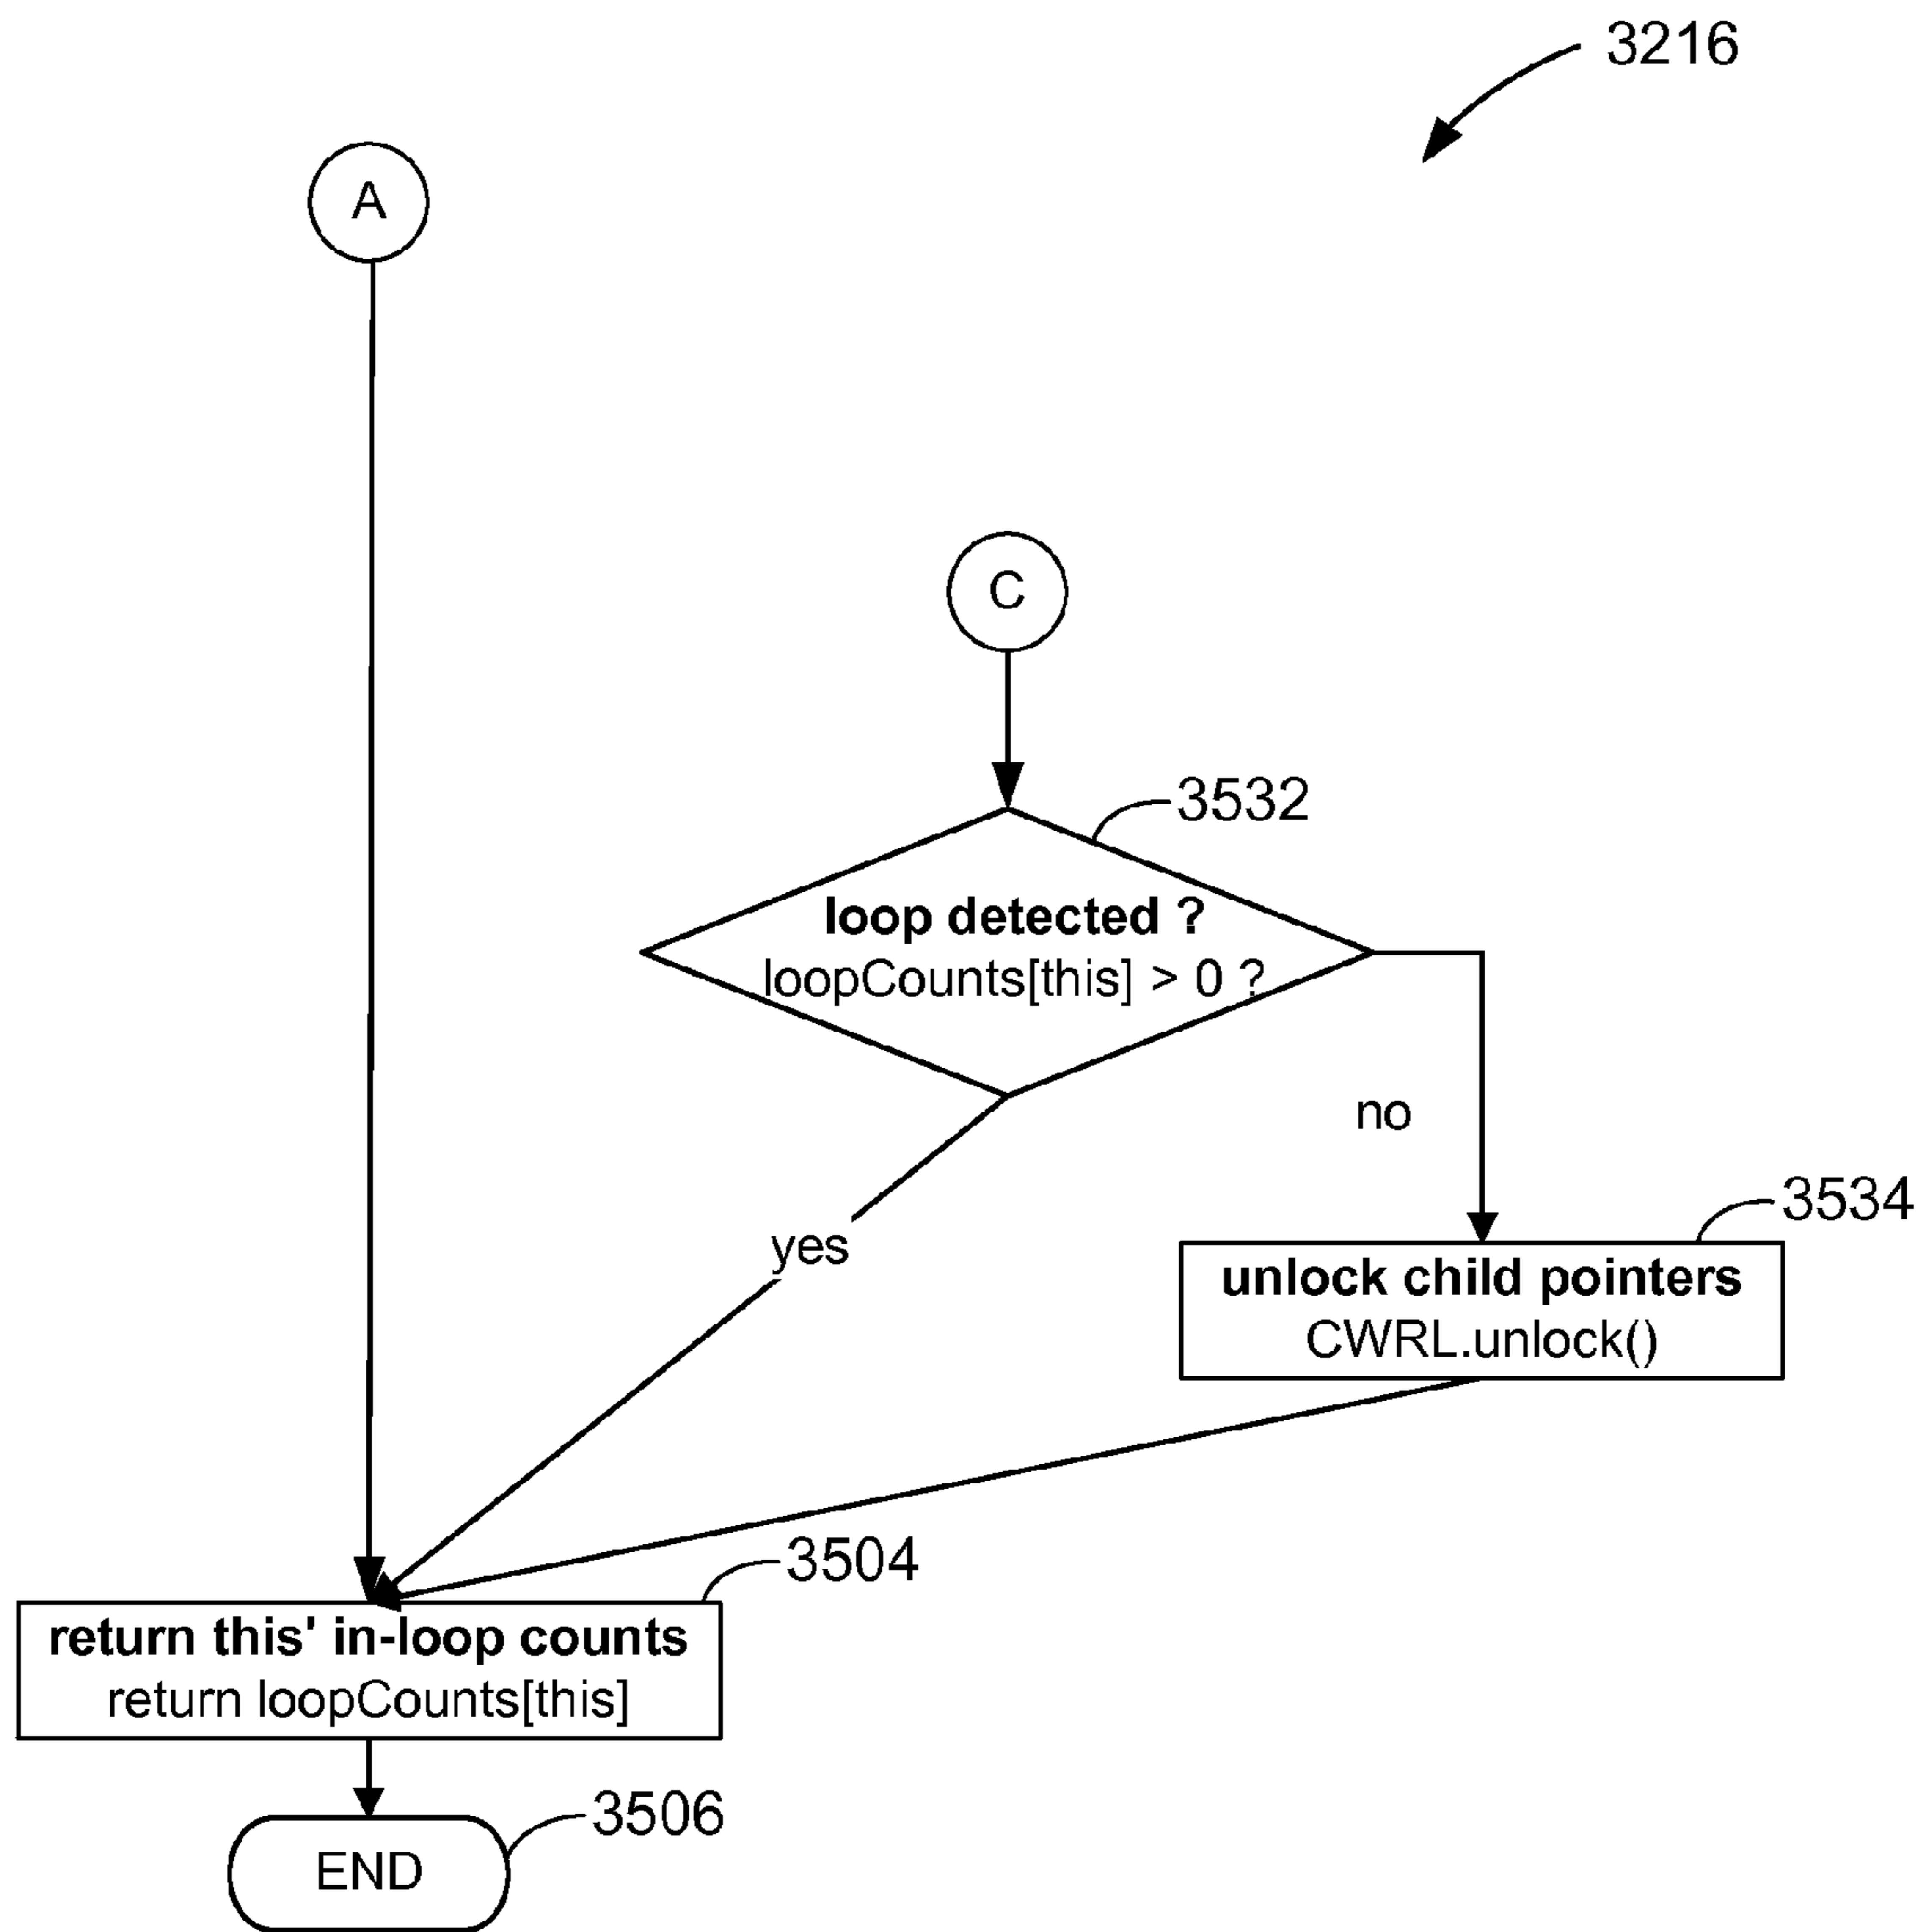 3216
A
C
3532
loop detected ?
loopCounts[this] > 0 ?
no
3534
yes
unlock child pointers
CWRL.unlock()
3504
return this' in-loop counts
return loopCounts[this]
3506
END